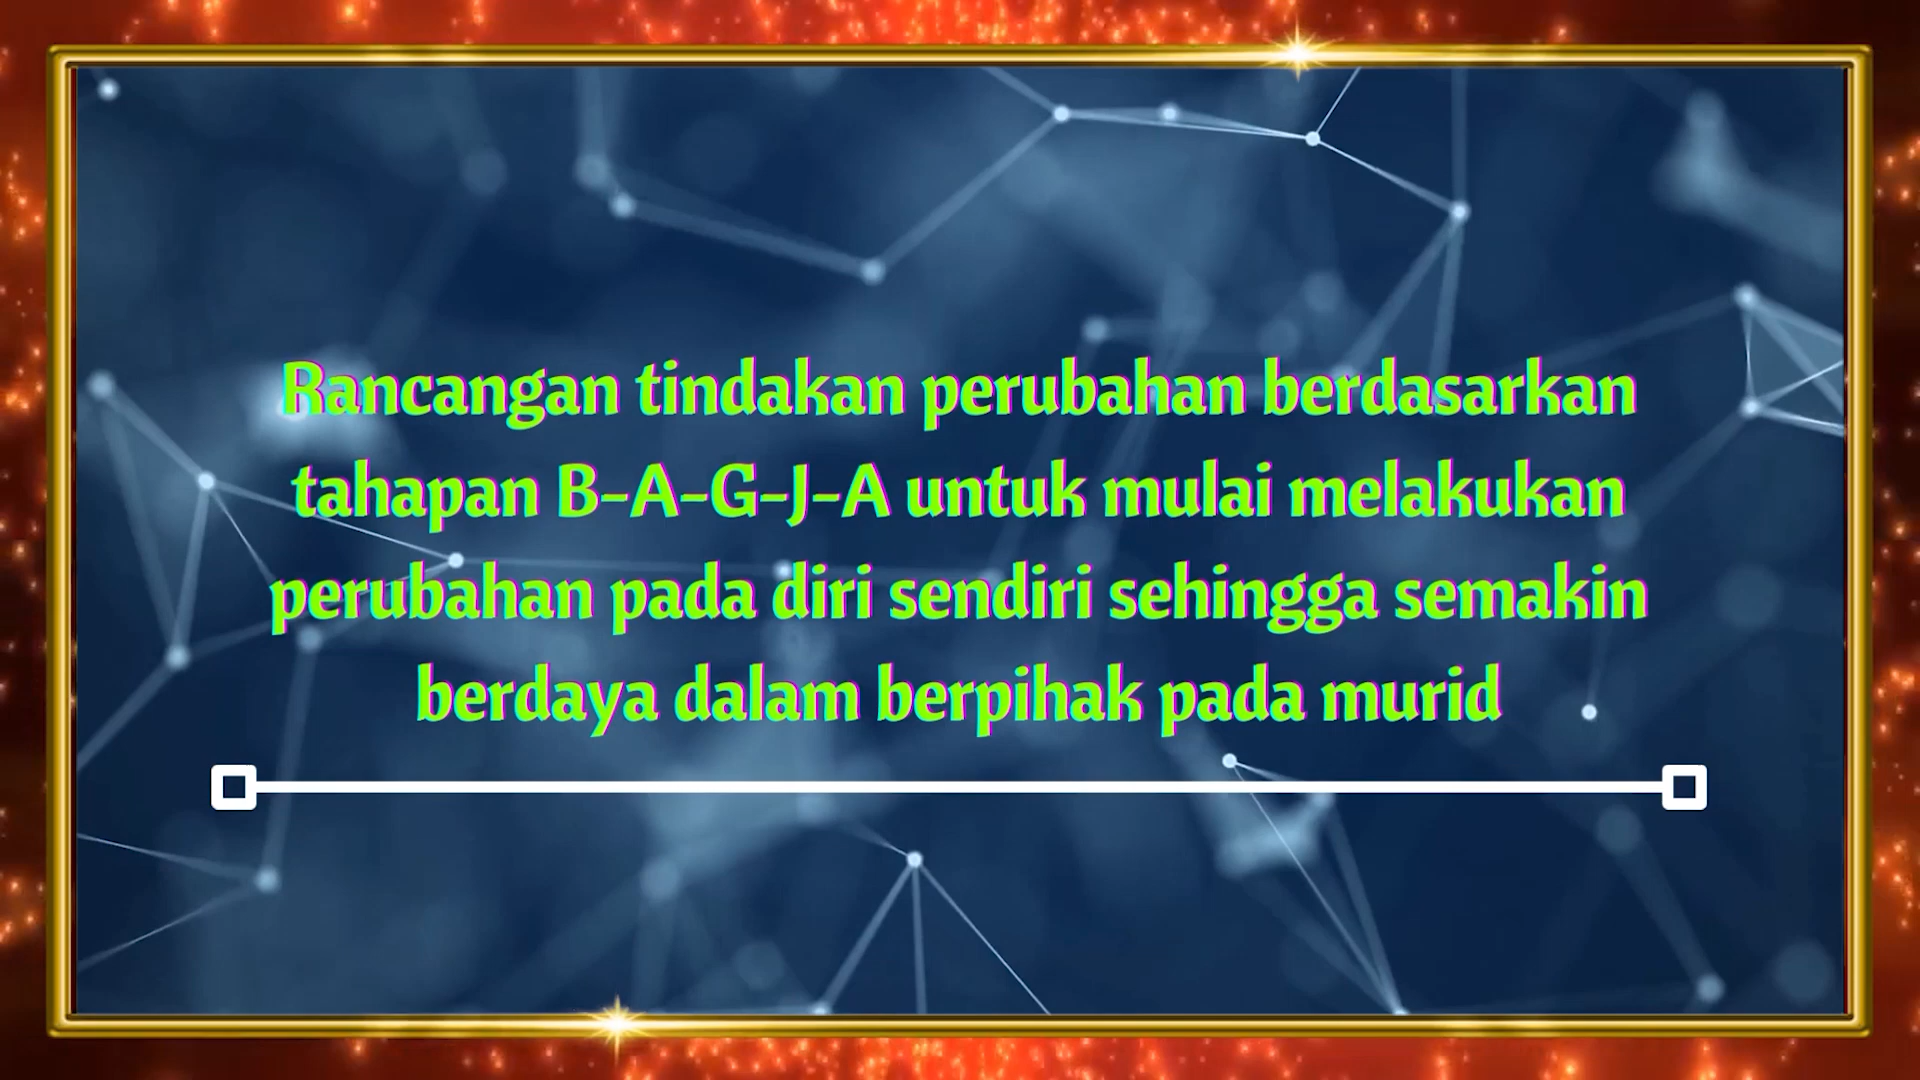 Rancangan tindakan perubahan berdasarkan
tahapan B-A-G-J-A untuk mulai melakukan
perubahan pada diri sendiri sehingga semakin
berdaya dalam berpihak pada murid